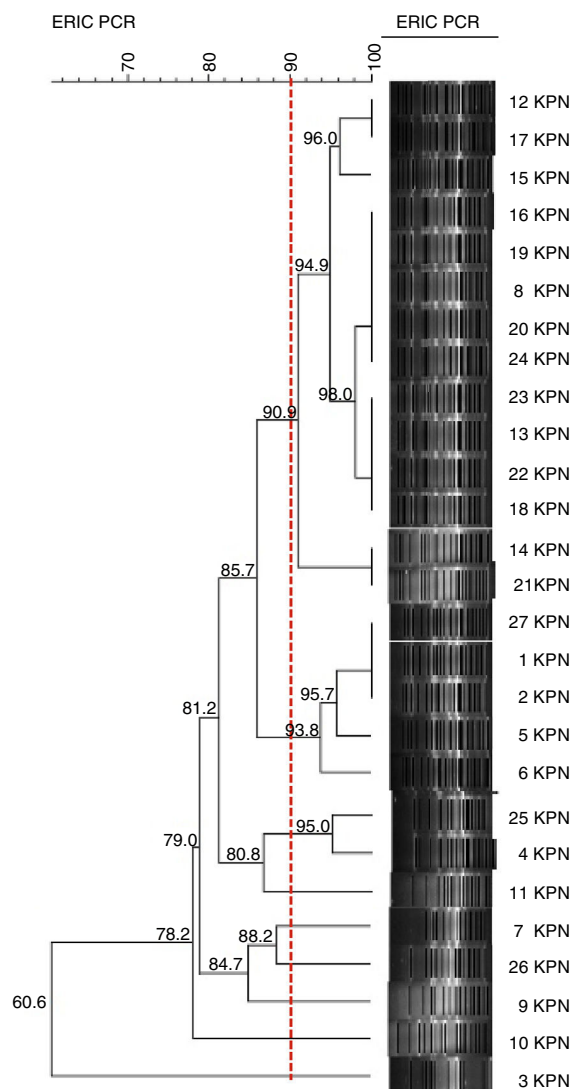 ERIC PCR
ERIC PCR
70
80
90
100
12 KPN
96.0
17 KPN
15 KPN
16 KPN
19 KPN
94.9
8 KPN
20 KPN
24 KPN
98.0
23 KPN
90.9
13 KPN
22 KPN
18 KPN
14 KPN
85.7
21KPN
27 KPN
1 KPN
95.7
2 KPN
81.2
93.8
5 KPN
6 KPN
25 KPN
95.0
79.0
80.8
4 KPN
11 KPN
78.2
88.2
7 KPN
84.7
26 KPN
60.6
9 KPN
10 KPN
3 KPN